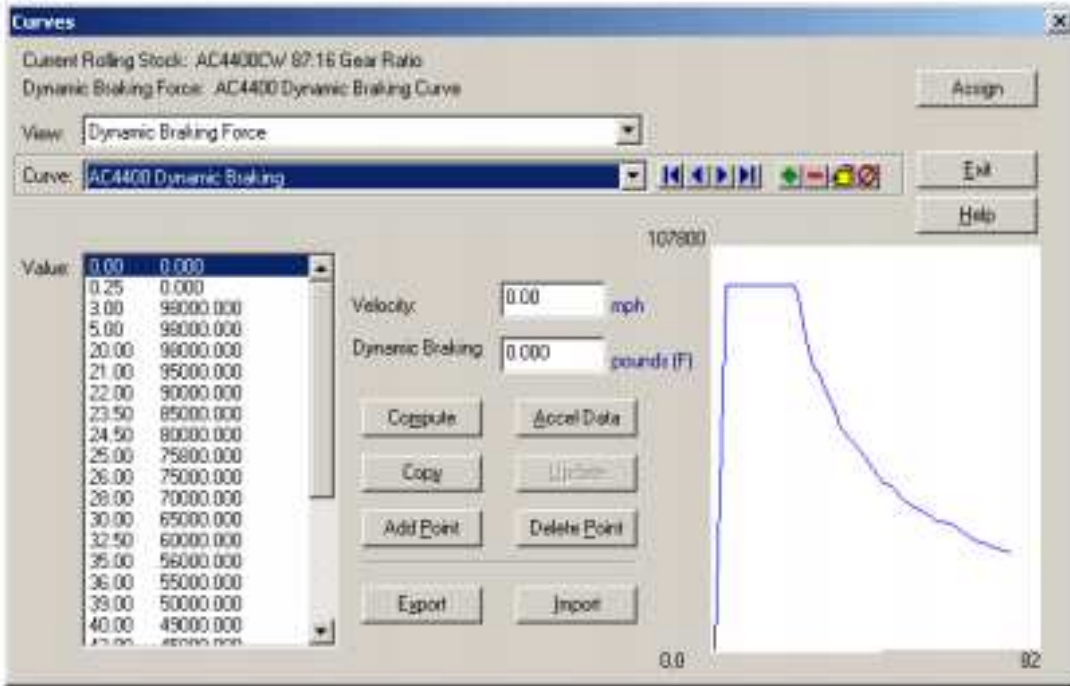 Curves
Current Rolling Stock: AC4400CW 87:16 Gear Ratio
Dynamic Braking Force: AC4400 Dynamic Braking Curve
Assign
View: Dynamic Braking Force
Curve: AC4400 Dynamic Braking
Exit
Help
107800
Value:
0.00 0.000
0.25 0.000
3.00 98000.000
5.00 98000.000
20.00 98000.000
21.00 95000.000
22.00 90000.000
23.50 85000.000
24.50 80000.000
25.00 75800.000
26.00 75000.000
28.00 70000.000
30.00 65000.000
32.50 60000.000
35.00 56000.000
36.00 55000.000
39.00 50000.000
40.00 49000.000
Velocity: 0.00 mph
Dynamic Braking 0.000 pounds (F)
Compute Accel Data
Copy Update
Add Point Delete Point
Export Import
0.0 82